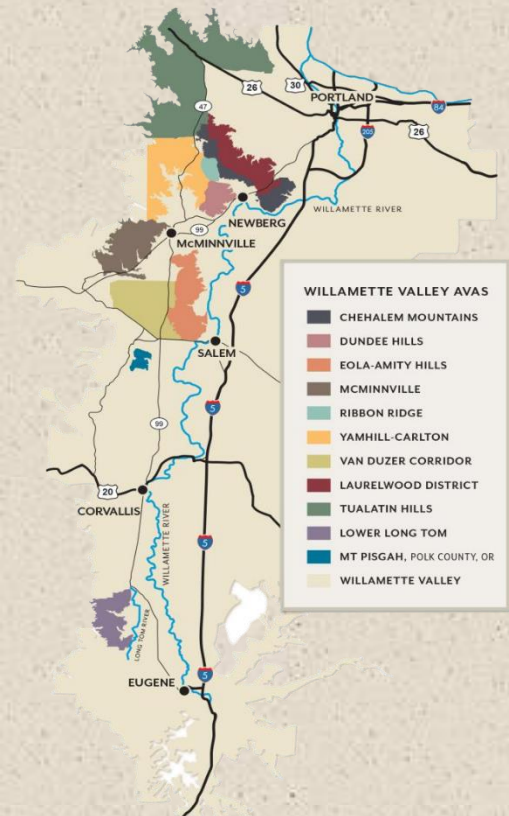 47
26
30
PORTLAND
84
205
26
WILLAMETTE RIVER
NEWBERG
99
MCMINNVILLE
5
SALEM
5
99
20
CORVALLIS
WILLAMETTE RIVER
5
LONG TOM RIVER
5
EUGENE
WILLAMETTE VALLEY AVAS
CHEHALEM MOUNTAINS
DUNDEE HILLS
EOLA-AMITY HILLS
MCMINNVILLE
RIBBON RIDGE
YAMHILL-CARLTON
VAN DUZER CORRIDOR
LAURELWOOD DISTRICT
TUALATIN HILLS
LOWER LONG TOM
MT PISGAH, POLK COUNTY, OR
WILLAMETTE VALLEY